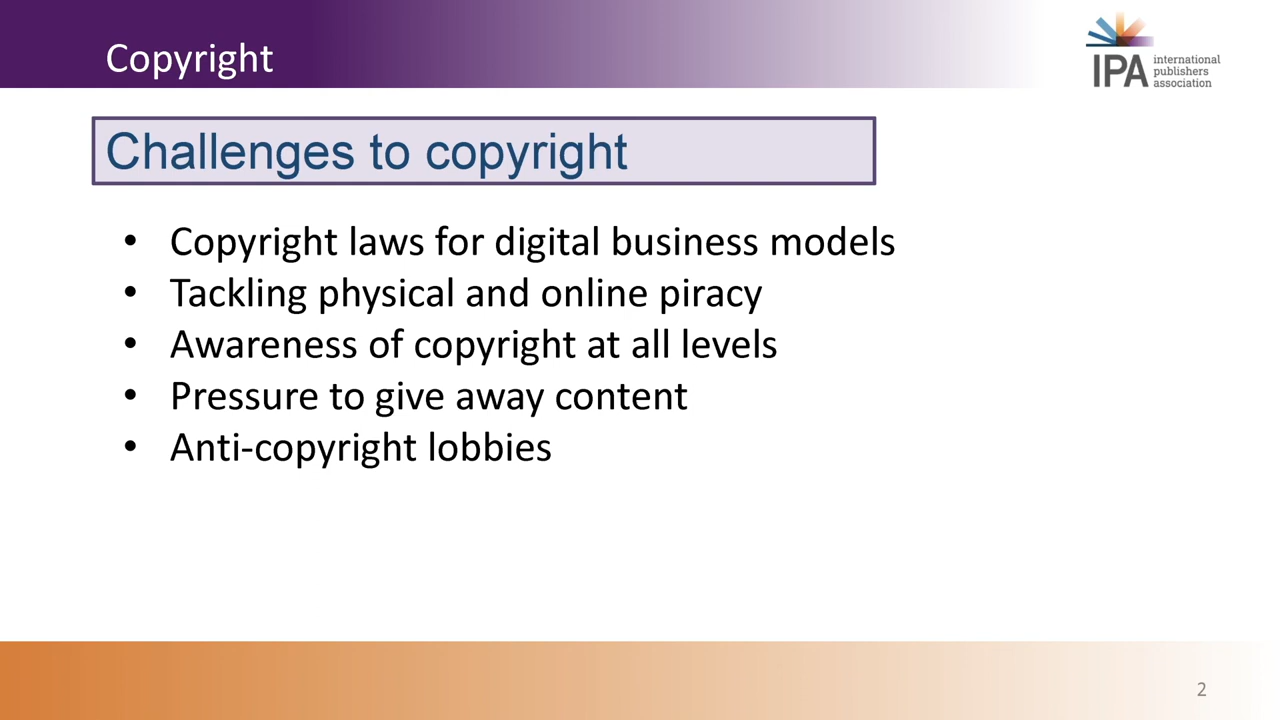 Copyright
IPA international
publishers
association
Challenges to copyright
• Copyright laws for digital business models
• Tackling physical and online piracy
• Awareness of copyright at all levels
• Pressure to give away content
• Anti-copyright lobbies
2